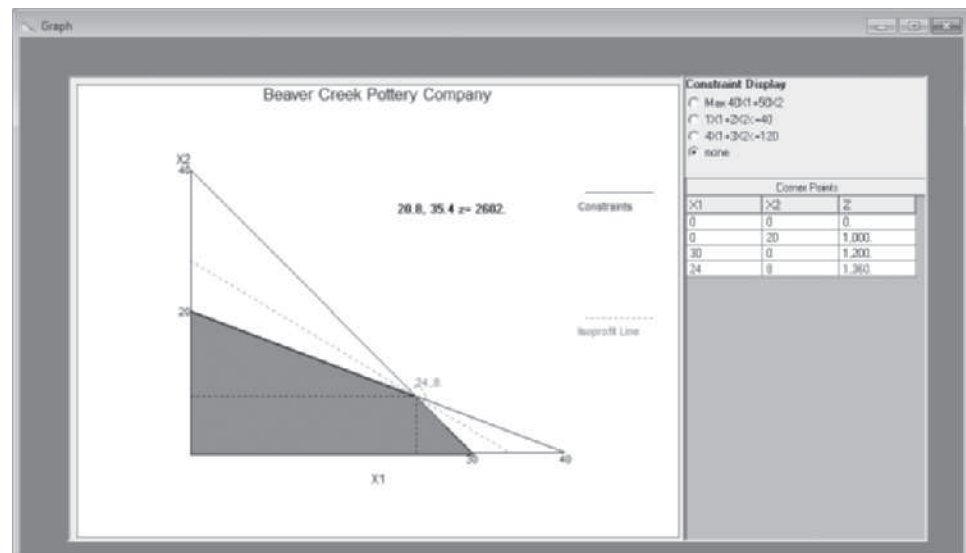 Graph
Beaver Creek Pottery Company
X2
40
20.8, 35.4 z= 2602.
Constraints
20
Isoprofit Line
24, 8.
30
40
X1
Constraint Display
Max 40X1+50X2
1X1+2X2<=40
4X1+3X2<=120
none
Corner Points
X1 X2 Z
0 0 0.
0 20 1,000.
30 0 1,200.
24 8 1,360.